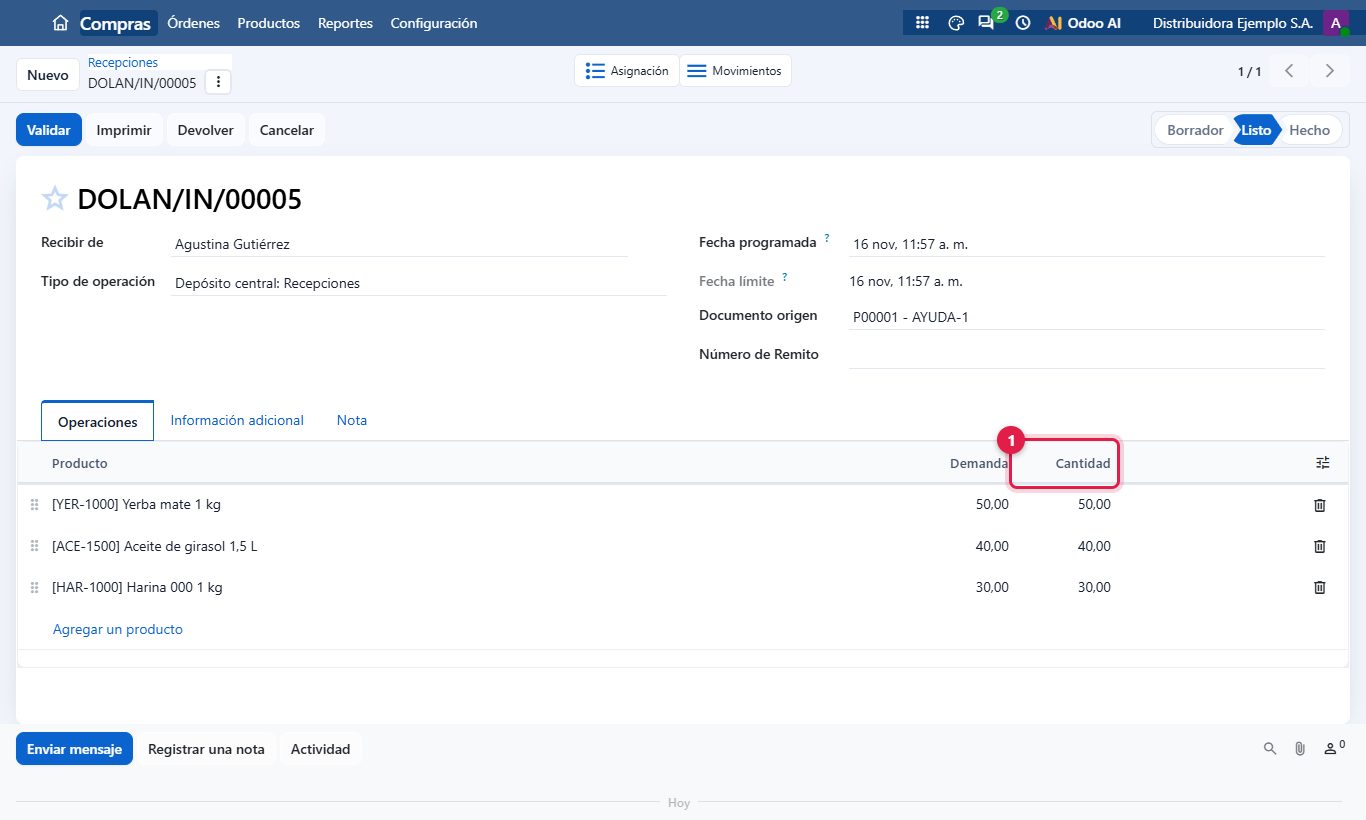 Compras Órdenes Productos Reportes Configuración 2 Odoo AI Distribuidora Ejemplo S.A. A
Nuevo Recepciones Asignación Movimientos 1 / 1
DOLAN/IN/00005
Validar Imprimir Devolver Cancelar Borrador Listo Hecho
DOLAN/IN/00005
Recibir de Agustina Gutiérrez Fecha programada ? 16 nov, 11:57 a. m.
Tipo de operación Depósito central: Recepciones Fecha límite ? 16 nov, 11:57 a. m.
Documento origen P00001 - AYUDA-1
Número de Remito
Operaciones Información adicional Nota
1
Producto Demanda Cantidad
[YER-1000] Yerba mate 1 kg 50,00 50,00
[ACE-1500] Aceite de girasol 1,5 L 40,00 40,00
[HAR-1000] Harina 000 1 kg 30,00 30,00
Agregar un producto
Enviar mensaje Registrar una nota Actividad 0
Hoy